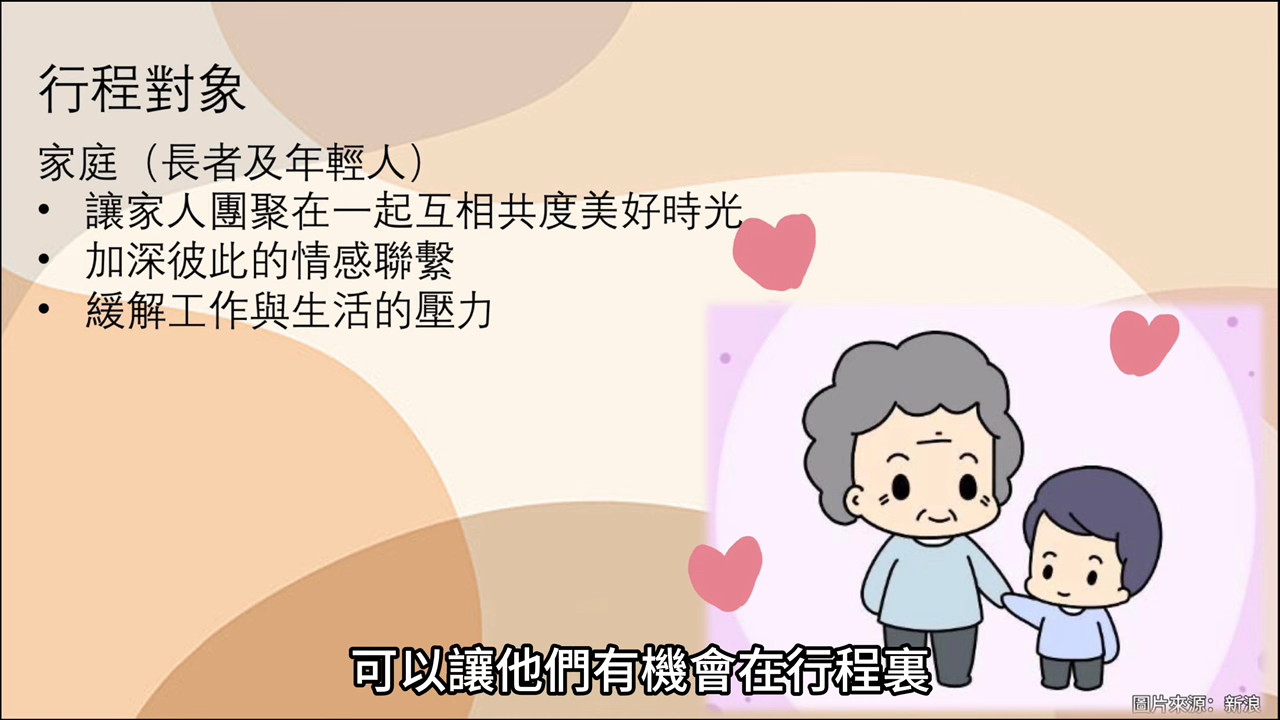 行程對象
家庭（長者及年輕人）
• 讓家人團聚在一起互相共度美好時光
• 加深彼此的情感聯繫
• 緩解工作與生活的壓力
可以讓他們有機會在行程裏
圖片來源：新浪